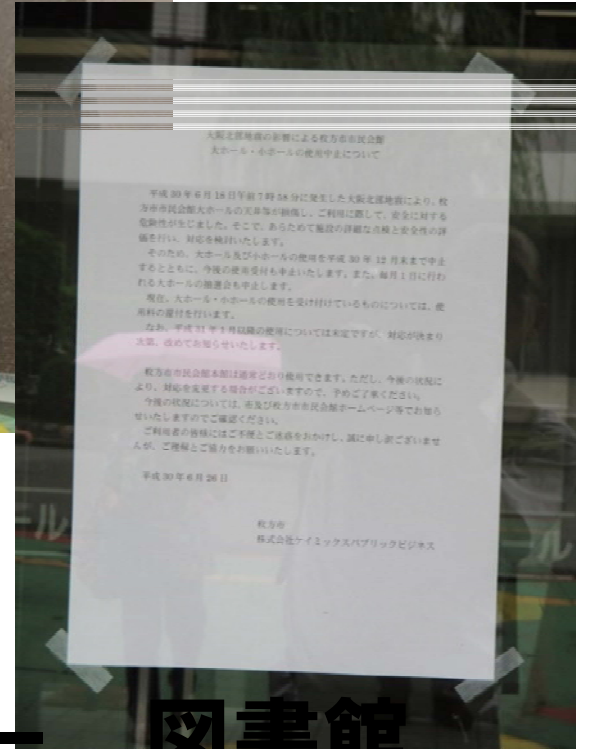 大阪北部地震の影響による枚方市市民会館
大ホール・小ホールの使用中止について
平成30年6月18日午前7時58分に発生した大阪北部地震により、枚
方市市民会館大ホールの天井等が損傷し、ご利用に際して、安全に対する
危険性が生じました。そこで、あらためて施設の詳細な点検と安全性の評
価を行い、対応を検討いたします。
そのため、大ホール及び小ホールの使用を平成30年12月末まで中止
するとともに、今後の使用受付も中止いたします。また、毎月1日に行わ
れる大ホールの抽選会も中止します。
現在、大ホール・小ホールの使用を受け付けているものについては、使
用料の還付を行います。
なお、平成31年1月以降の使用については未定ですが、対応が決まり
次第、改めてお知らせいたします。
枚方市市民会館本館は通常どおり使用できます。ただし、今後の状況に
より、対応を変更する場合がございますので、予めご了承ください。
今後の状況については、市及び枚方市市民会館ホームページ等でお知ら
せいたしますのでご確認ください。
ご利用者の皆様にはご不便とご迷惑をおかけし、誠に申し訳ございませ
んが、ご理解とご協力をお願いいたします。
平成30年6月26日
枚方市
株式会社ケイミックスパブリックビジネス
ール
ル
図書館